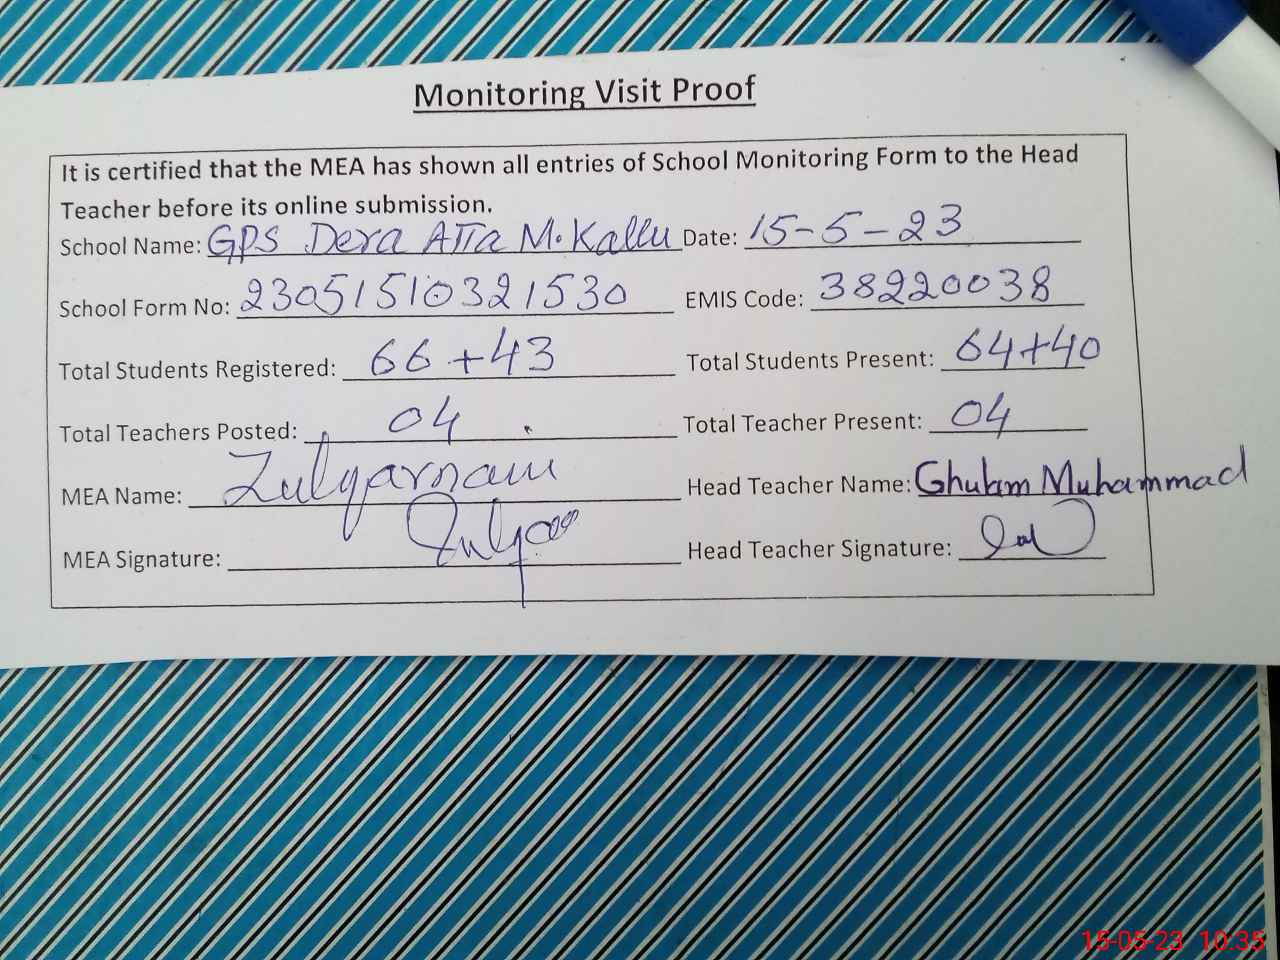 Monitoring Visit Proof
It is certified that the MEA has shown all entries of School Monitoring Form to the Head
Teacher before its online submission.
School Name: GPS Dera Atta M. Kallu Date: 15-5-23
School Form No: 23051510321530 EMIS Code: 38220038
Total Students Registered: 66+43 Total Students Present: 64+40
Total Teachers Posted: 04 Total Teacher Present: 04
MEA Name: Zulqarnain Head Teacher Name: Ghulam Muhammad
MEA Signature: Head Teacher Signature:
15-05-23 10:35